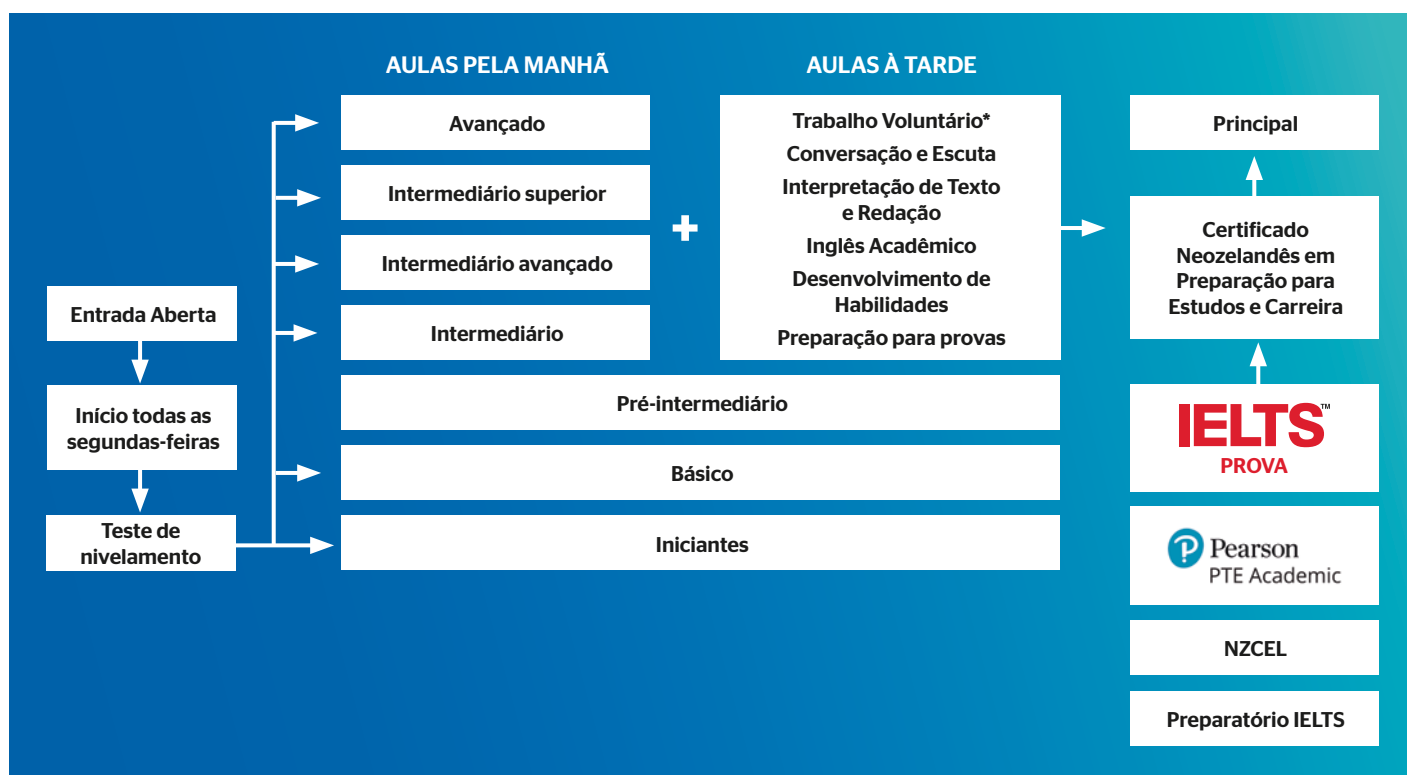 AULAS PELA MANHÃ
AULAS À TARDE
Entrada Aberta
Início todas as
segundas-feiras
Teste de
nivelamento
Avançado
Intermediário superior
Intermediário avançado
Intermediário
+
Trabalho Voluntário*
Conversação e Escuta
Interpretação de Texto
e Redação
Inglês Acadêmico
Desenvolvimento de
Habilidades
Preparação para provas
Pré-intermediário
Básico
Iniciantes
Principal
Certificado
Neozelandês em
Preparação para
Estudos e Carreira
IELTS™
PROVA
Pearson
PTE Academic
NZCEL
Preparatório IELTS